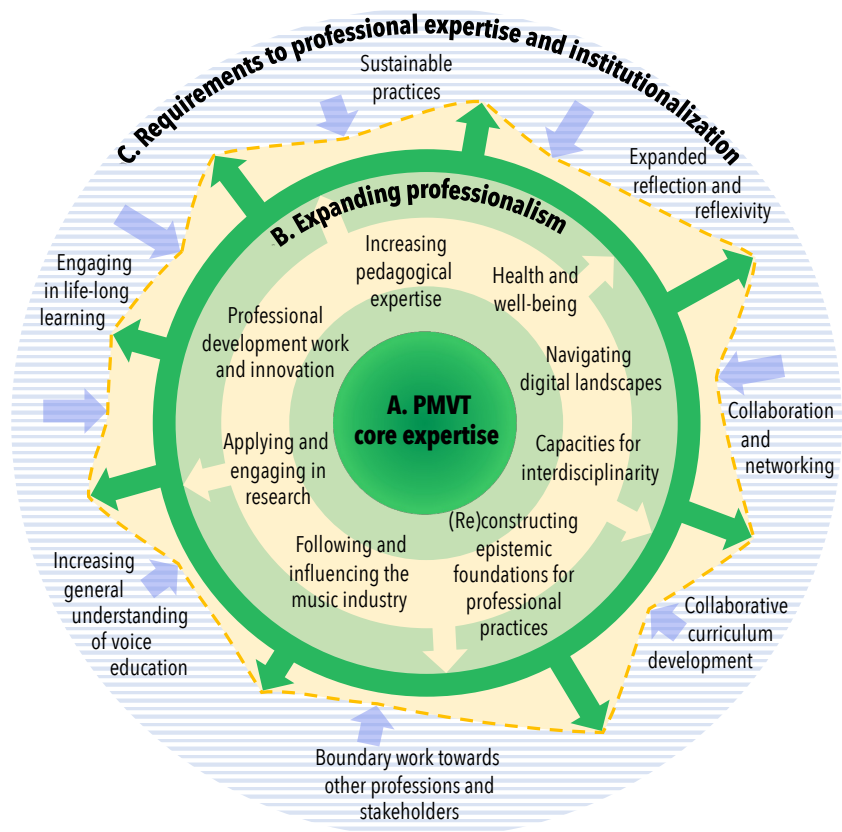 C. Requirements to professional expertise and institutionalization
Sustainable
practices
Expanded
reflection and
reflexivity
Engaging
in life-long
learning
B. Expanding professionalism
Increasing
pedagogical
expertise
Health and
well-being
Professional
development work
and innovation
Navigating
digital landscapes
A. PMVT
core expertise
Collaboration
and
networking
Applying and
engaging in
research
Capacities for
interdisciplinarity
(Re)constructing
epistemic
foundations for
professional
practices
Following and
influencing the
music industry
Increasing
general
understanding
of voice
education
Collaborative
curriculum
development
Boundary work towards
other professions and
stakeholders